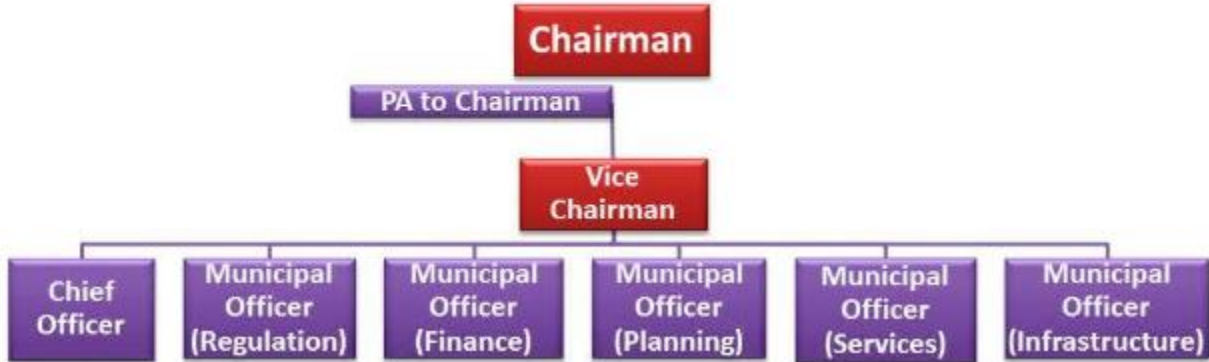 Chairman
PA to Chairman
Vice
Chairman
Chief
Officer
Municipal
Officer
(Regulation)
Municipal
Officer
(Finance)
Municipal
Officer
(Planning)
Municipal
Officer
(Services)
Municipal
Officer
(Infrastructure)